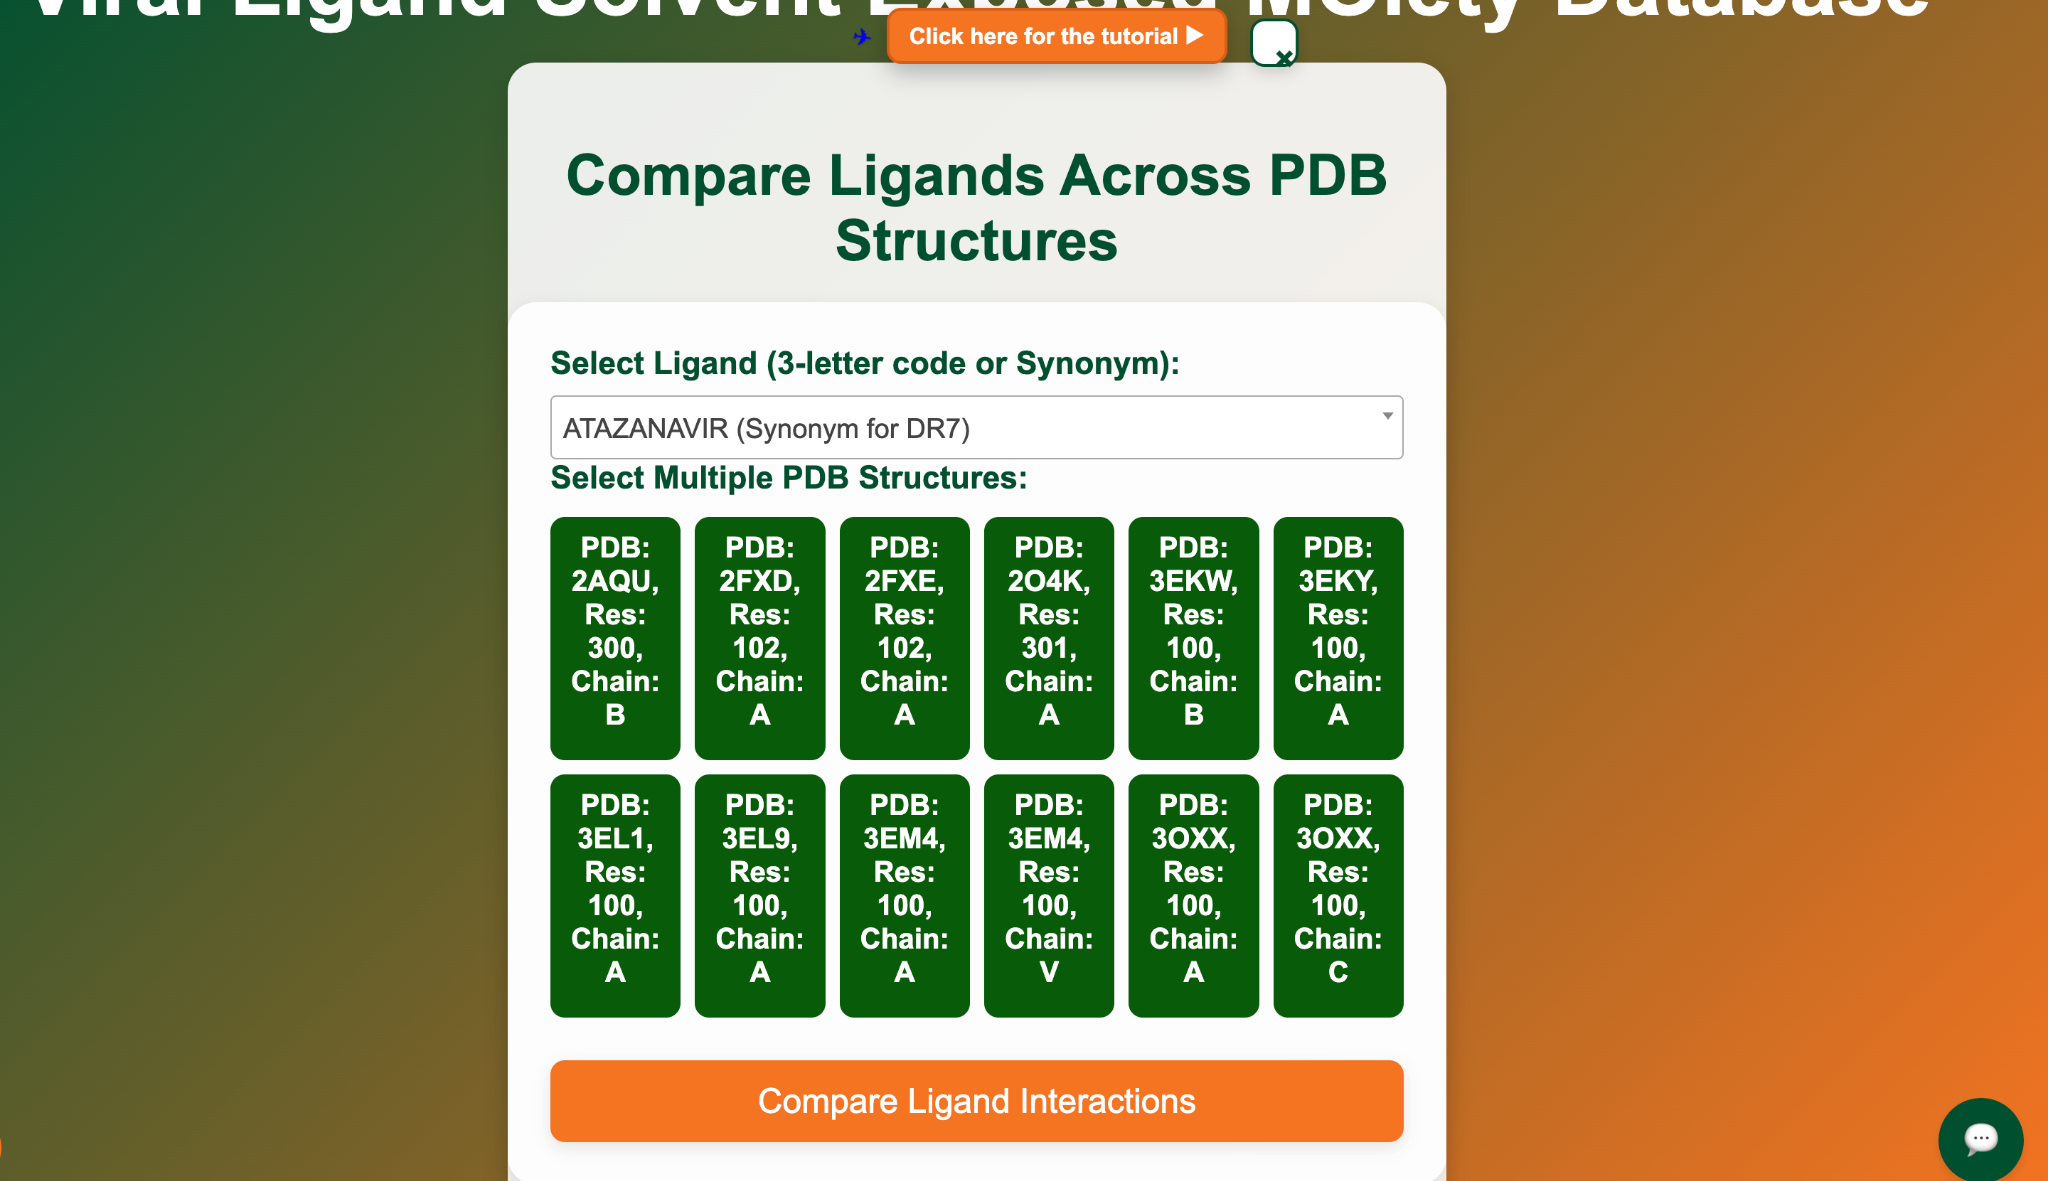 Viral Ligand Solvent Exposed MOiety Database
Click here for the tutorial ▶
×
Compare Ligands Across PDB
Structures
Select Ligand (3-letter code or Synonym):
ATAZANAVIR (Synonym for DR7)
Select Multiple PDB Structures:
PDB:
2AQU,
Res:
300,
Chain:
B
PDB:
2FXD,
Res:
102,
Chain:
A
PDB:
2FXE,
Res:
102,
Chain:
A
PDB:
2O4K,
Res:
301,
Chain:
A
PDB:
3EKW,
Res:
100,
Chain:
B
PDB:
3EKY,
Res:
100,
Chain:
A
PDB:
3EL1,
Res:
100,
Chain:
A
PDB:
3EL9,
Res:
100,
Chain:
A
PDB:
3EM4,
Res:
100,
Chain:
A
PDB:
3EM4,
Res:
100,
Chain:
V
PDB:
3OXX,
Res:
100,
Chain:
A
PDB:
3OXX,
Res:
100,
Chain:
C
Compare Ligand Interactions